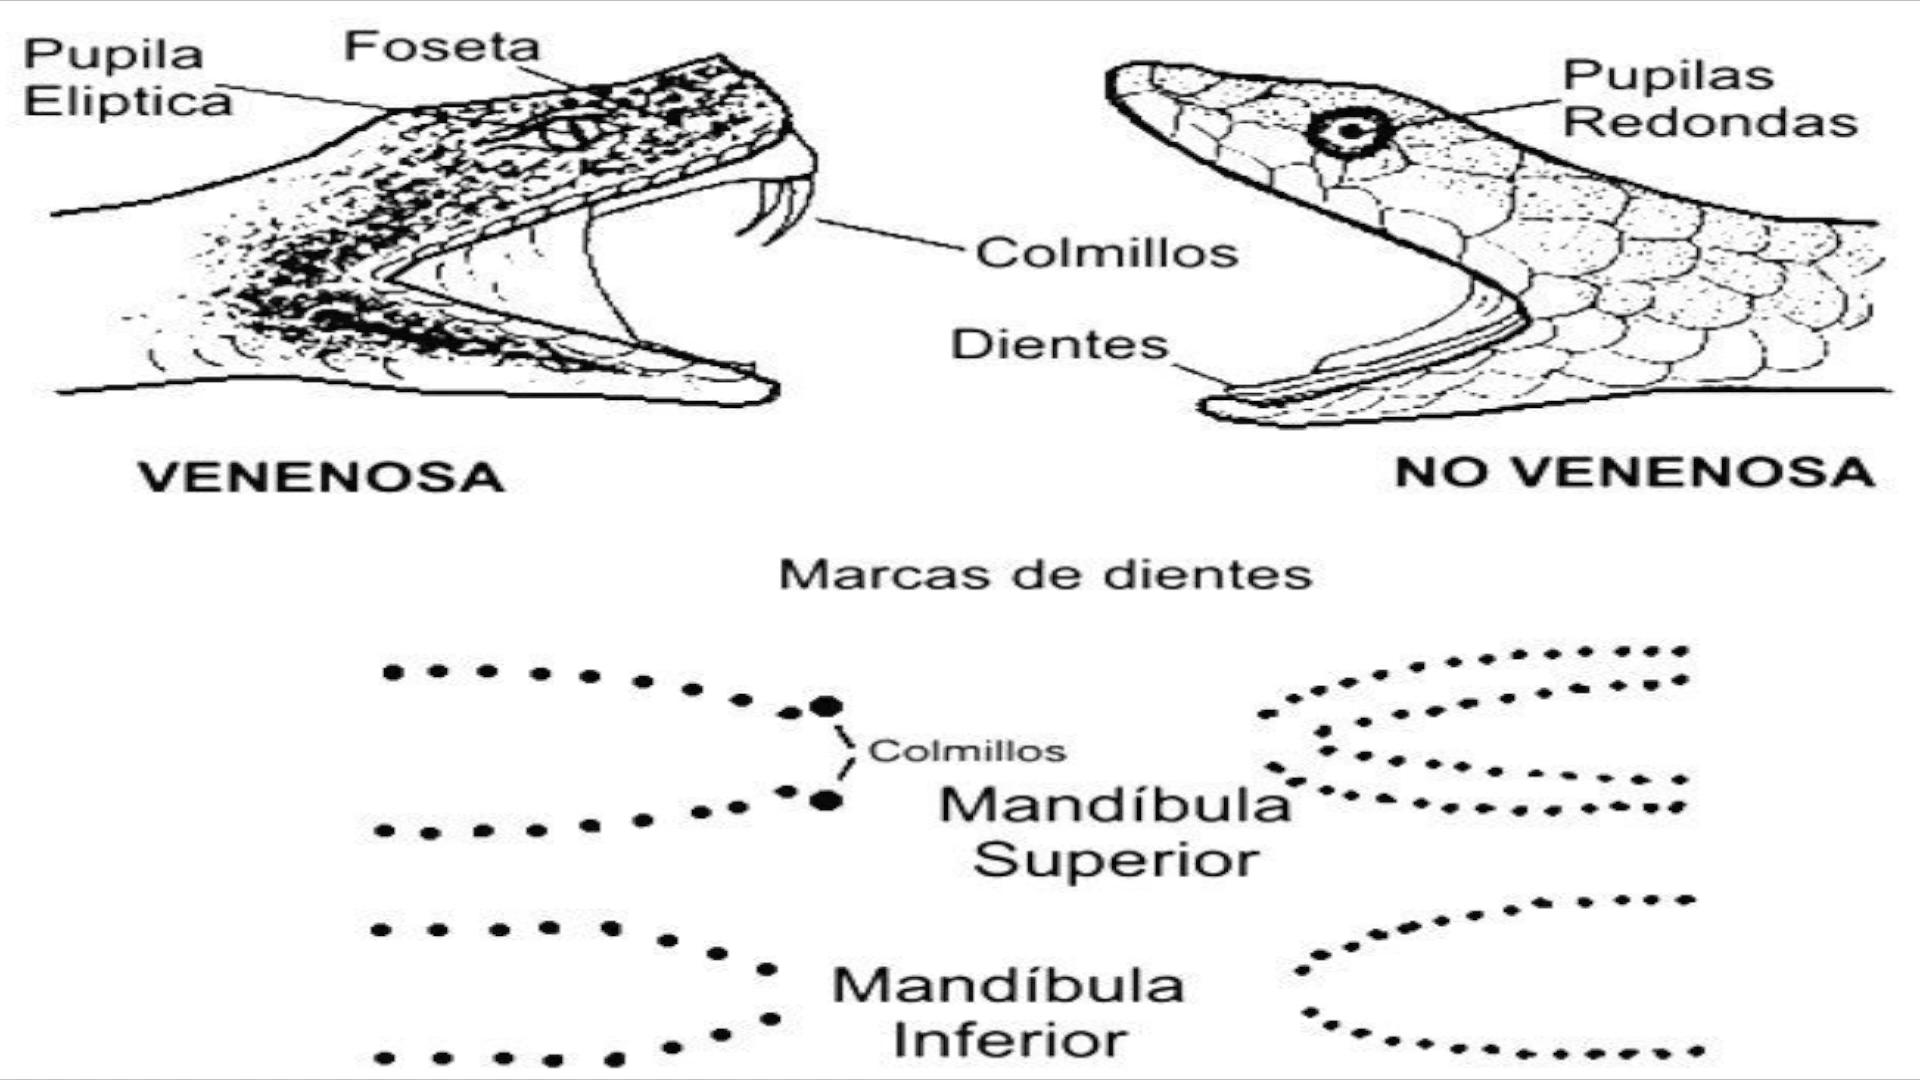 Pupila
Eliptica
Foseta
Pupilas
Redondas
Colmillos
Dientes
VENENOSA
NO VENENOSA
Marcas de dientes
Colmillos
Mandíbula
Superior
Mandíbula
Inferior